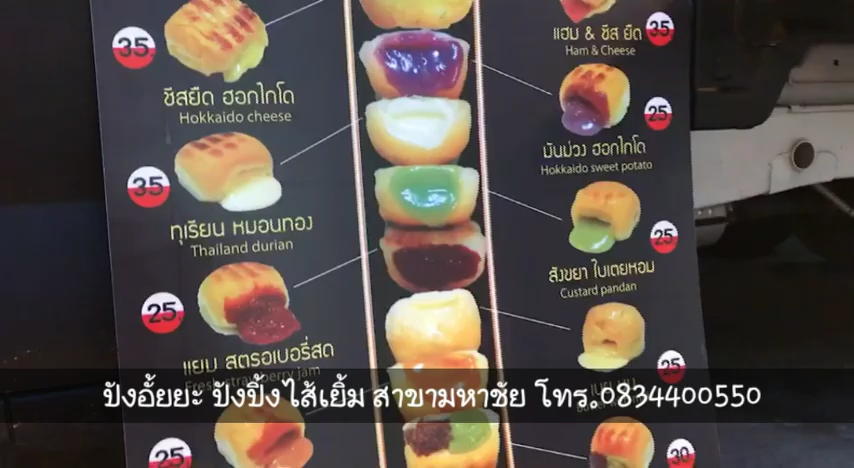 35
ชีสยืด ฮอกไกโด
Hokkaido cheese
35
ทุเรียน หมอนทอง
Thailand durian
25
แยม สตรอเบอรี่สด
Fresh strawberry jam
25
แฮม & ชีส ยืด
35
Ham & Cheese
25
มันม่วง ฮอกไกโด
Hokkaido sweet potato
25
สังขยา ใบเตยหอม
Custard pandan
25
30
ปังอั้ยยะ ปังปิ้งไส้เยิ้ม สาขามหาชัย โทร.0834400550